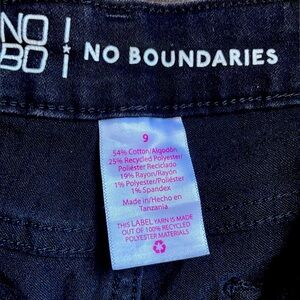 NO
BO
NO BOUNDARIES
9
54% Cotton/Algodón
25% Recycled Polyester/
Poliéster Reciclado
19% Rayon/Rayón
1% Polyester/Poliéster
1% Spandex
Made in/Hecho en
Tanzania
THIS LABEL YARN IS MADE
OUT OF 100% RECYCLED
POLYESTER MATERIALS